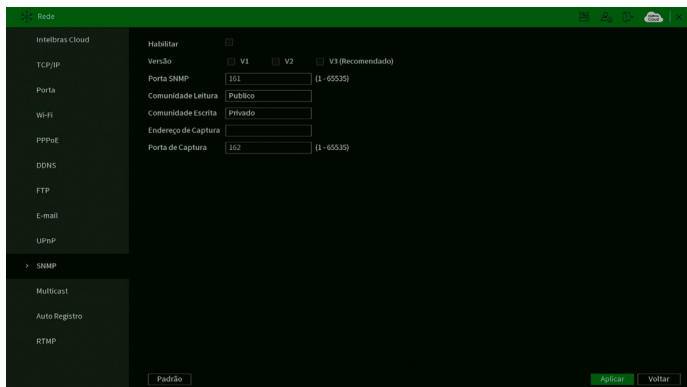 Rede
Intelbras Cloud
TCP/IP
Porta
Wi-Fi
PPPoE
DDNS
FTP
E-mail
UPnP
> SNMP
Multicast
Auto Registro
RTMP
Habilitar
Versão V1 V2 V3 (Recomendado)
Porta SNMP 161 (1 - 65535)
Comunidade Leitura Publico
Comunidade Escrita Privado
Endereço de Captura
Porta de Captura 162 (1 - 65535)
Padrão Aplicar Voltar